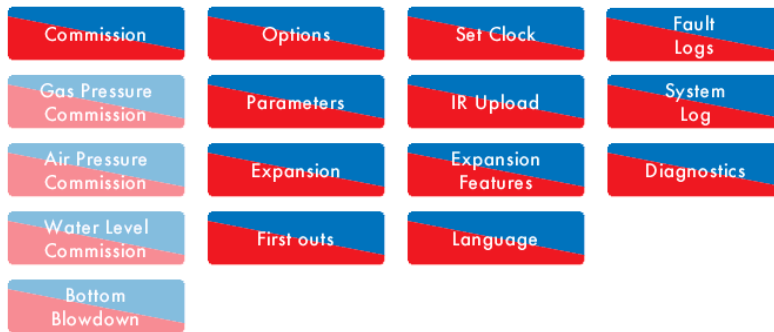 Commission
Options
Set Clock
Fault
Logs
Gas Pressure
Commission
Parameters
IR Upload
System
Log
Air Pressure
Commission
Expansion
Expansion
Features
Diagnostics
Water Level
Commission
First outs
Language
Bottom
Blowdown